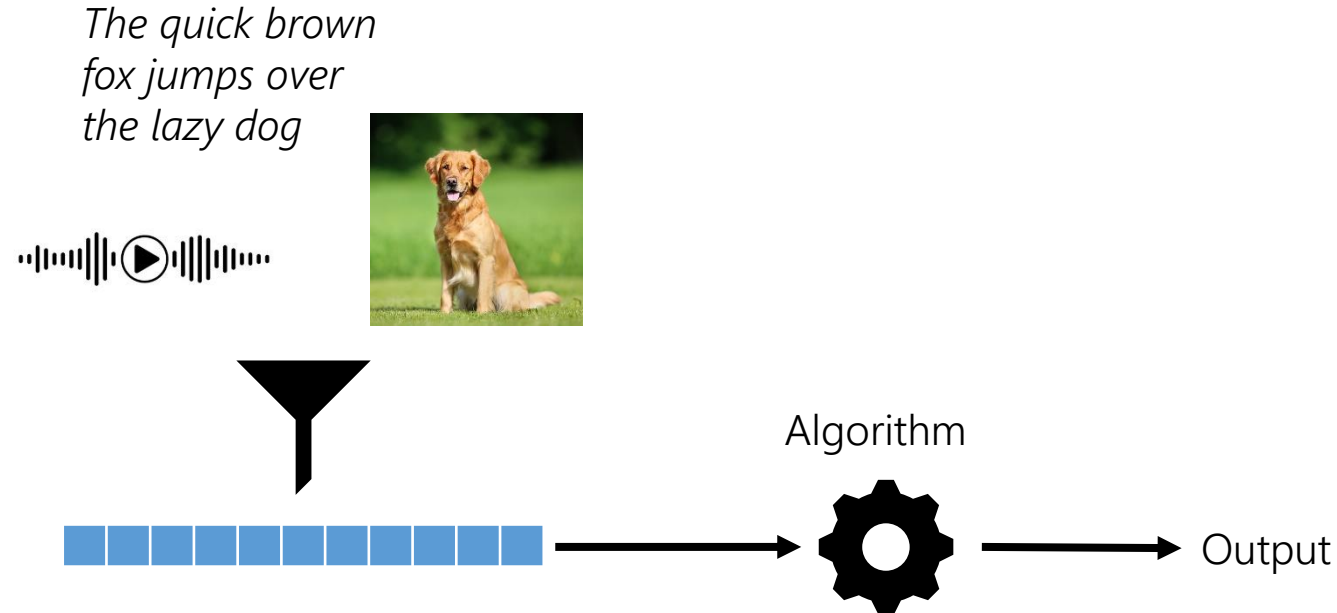 The quick brown
fox jumps over
the lazy dog
Algorithm
Output